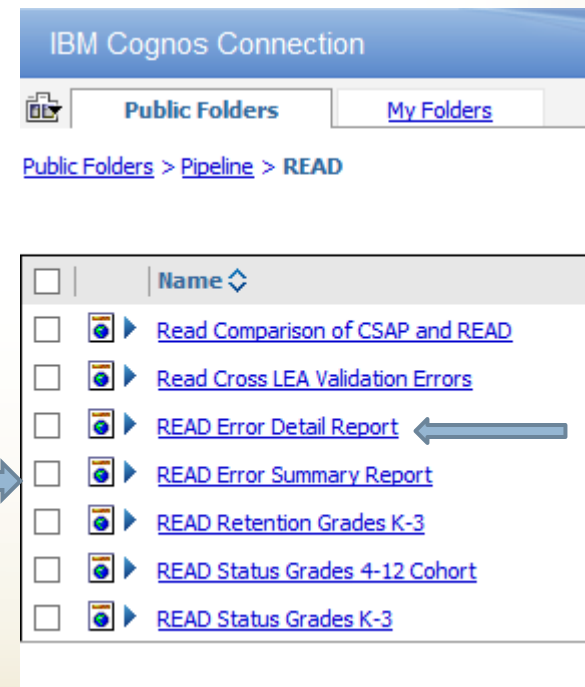 IBM Cognos Connection
Public Folders My Folders
Public Folders > Pipeline > READ
Name
Read Comparison of CSAP and READ
Read Cross LEA Validation Errors
READ Error Detail Report
READ Error Summary Report
READ Retention Grades K-3
READ Status Grades 4-12 Cohort
READ Status Grades K-3